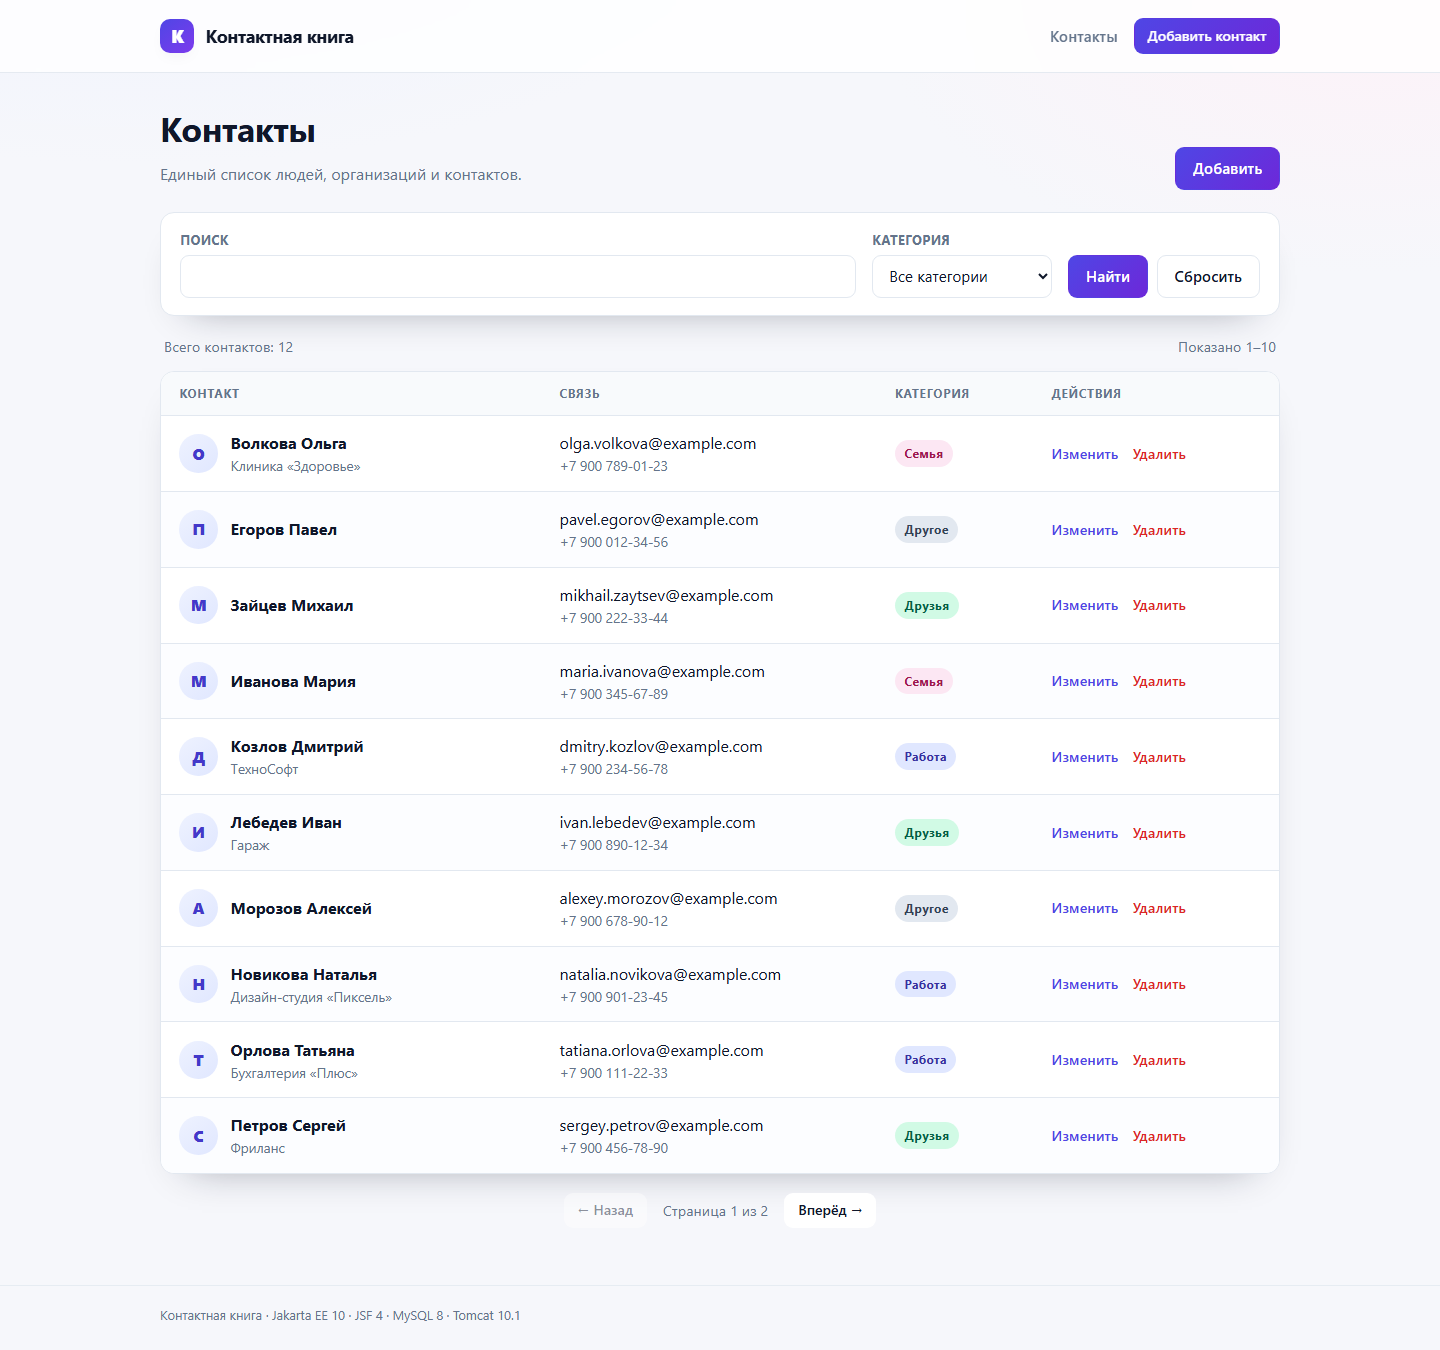 К Контактная книга Контакты Добавить контакт
Контакты
Единый список людей, организаций и контактов.
Добавить
ПОИСК КАТЕГОРИЯ
Все категории Найти Сбросить
Всего контактов: 12 Показано 1–10
КОНТАКТ СВЯЗЬ КАТЕГОРИЯ ДЕЙСТВИЯ
О Волкова Ольга olga.volkova@example.com Семья Изменить Удалить
Клиника «Здоровье» +7 900 789-01-23
П Егоров Павел pavel.egorov@example.com Другое Изменить Удалить
+7 900 012-34-56
М Зайцев Михаил mikhail.zaytsev@example.com Друзья Изменить Удалить
+7 900 222-33-44
М Иванова Мария maria.ivanova@example.com Семья Изменить Удалить
+7 900 345-67-89
Д Козлов Дмитрий dmitry.kozlov@example.com Работа Изменить Удалить
ТехноСофт +7 900 234-56-78
И Лебедев Иван ivan.lebedev@example.com Друзья Изменить Удалить
Гараж +7 900 890-12-34
А Морозов Алексей alexey.morozov@example.com Другое Изменить Удалить
+7 900 678-90-12
Н Новикова Наталья natalia.novikova@example.com Работа Изменить Удалить
Дизайн-студия «Пиксель» +7 900 901-23-45
Т Орлова Татьяна tatiana.orlova@example.com Работа Изменить Удалить
Бухгалтерия «Плюс» +7 900 111-22-33
С Петров Сергей sergey.petrov@example.com Друзья Изменить Удалить
Фриланс +7 900 456-78-90
← Назад Страница 1 из 2 Вперёд →
Контактная книга · Jakarta EE 10 · JSF 4 · MySQL 8 · Tomcat 10.1